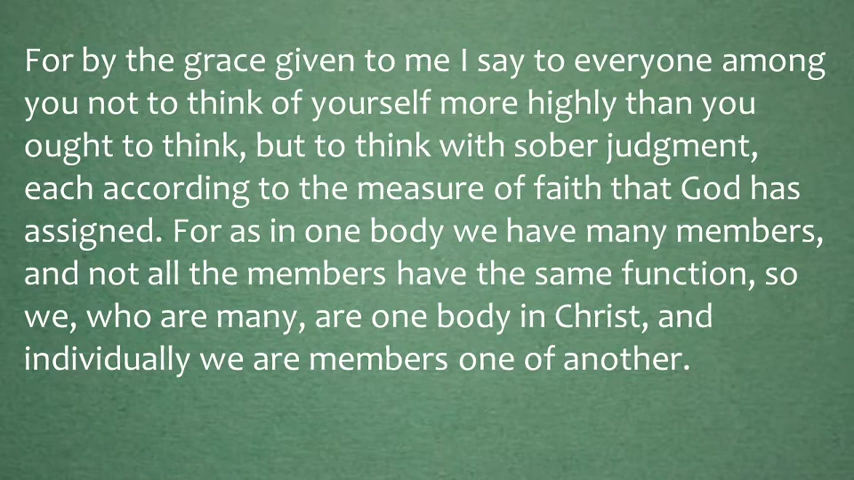 For by the grace given to me I say to everyone among
you not to think of yourself more highly than you
ought to think, but to think with sober judgment,
each according to the measure of faith that God has
assigned. For as in one body we have many members,
and not all the members have the same function, so
we, who are many, are one body in Christ, and
individually we are members one of another.